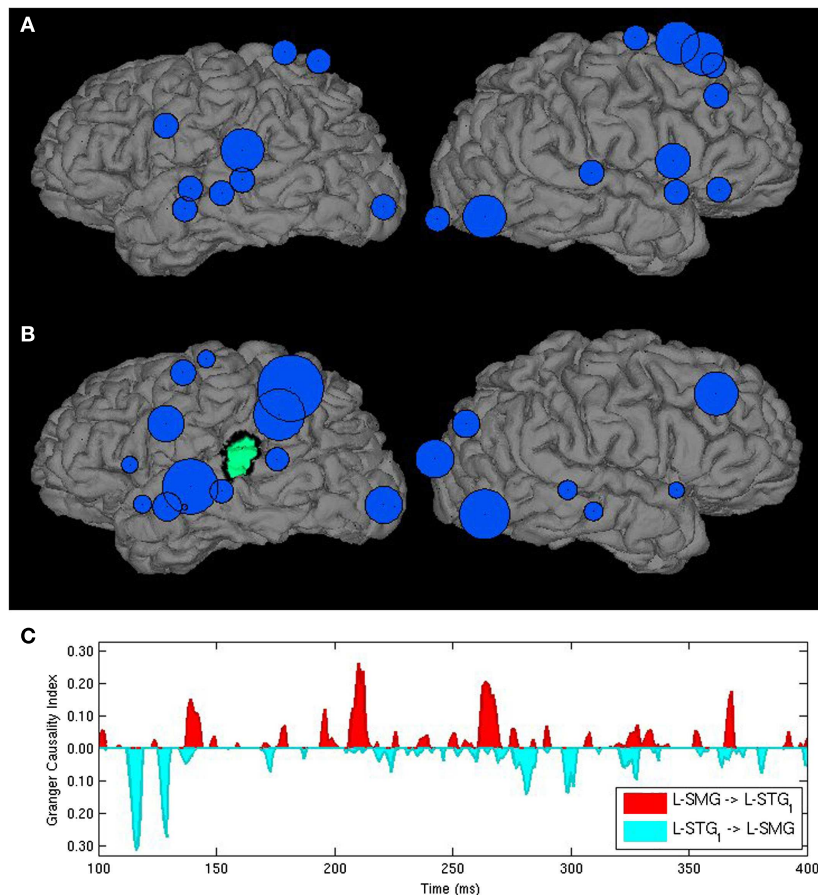 A
B
C
0.30
0.20
0.10
0.00
0.10
0.20
0.30
Granger Causality Index
L-SMG -> L-STG₁
L-STG₁ -> L-SMG
100 150 200 250 300 350 400
Time (ms)